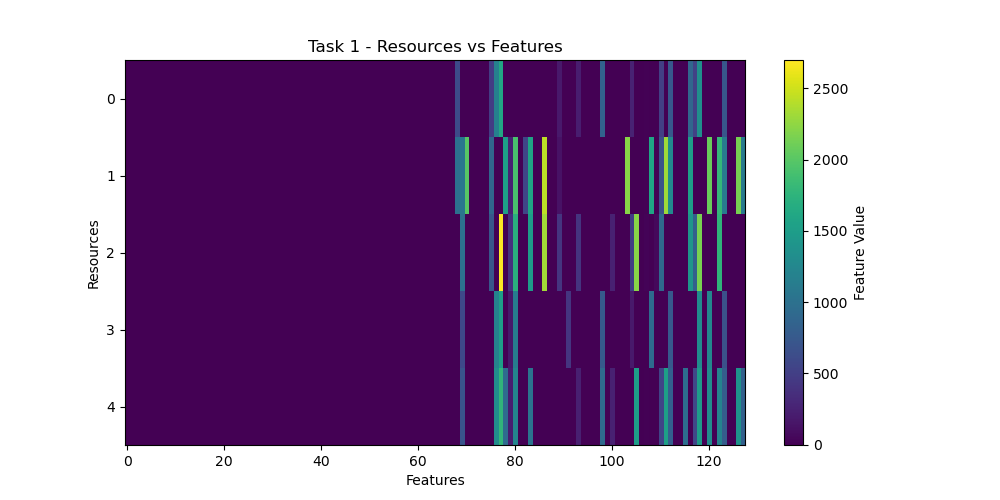 Task 1 - Resources vs Features
0
1
2
3
4
Resources
0 20 40 60 80 100 120
Features
2500
2000
1500
1000
500
0
Feature Value